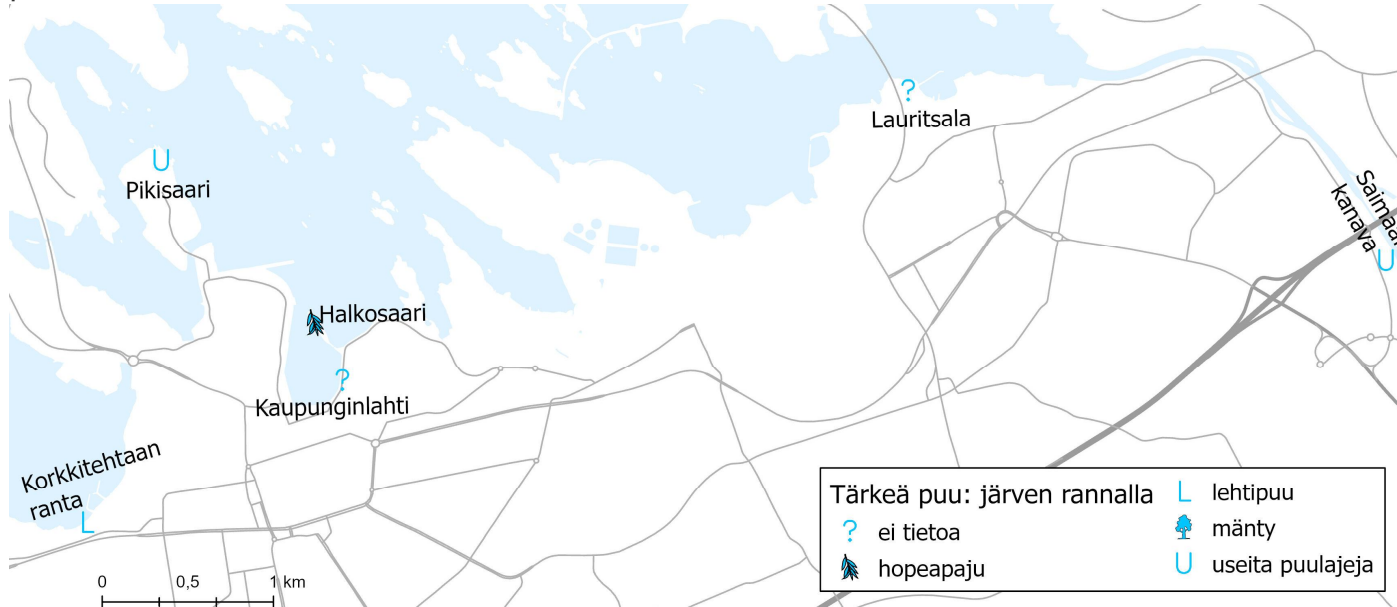 ?
Lauritsala
U
Pikisaari
Saimaan
kanava
U
Halkosaari
?
Kaupunginlahti
Korkkitehtaan
ranta
L
0 0,5 1 km
Tärkeä puu: järven rannalla
? ei tietoa
hopeapaju
L lehtipuu
mänty
U useita puulajeja